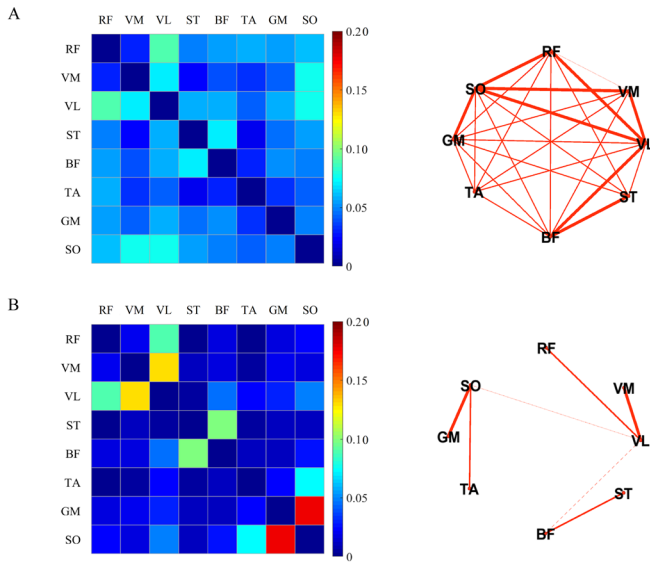 A
RF VM VL ST BF TA GM SO
RF
VM
VL
ST
BF
TA
GM
SO
0.20
0.15
0.10
0.05
0
RF
VM
SO
GM
VL
TA
ST
BF
B
RF VM VL ST BF TA GM SO
RF
VM
VL
ST
BF
TA
GM
SO
0.20
0.15
0.10
0.05
0
RF
SO
VM
GM
VL
TA
ST
BF